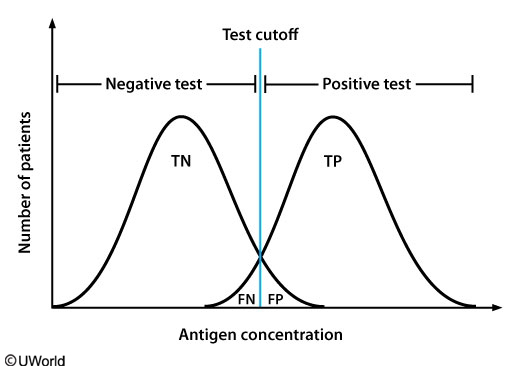 Test cutoff
Negative test
Positive test
Number of patients
TN
TP
FN
FP
Antigen concentration
©UWorld